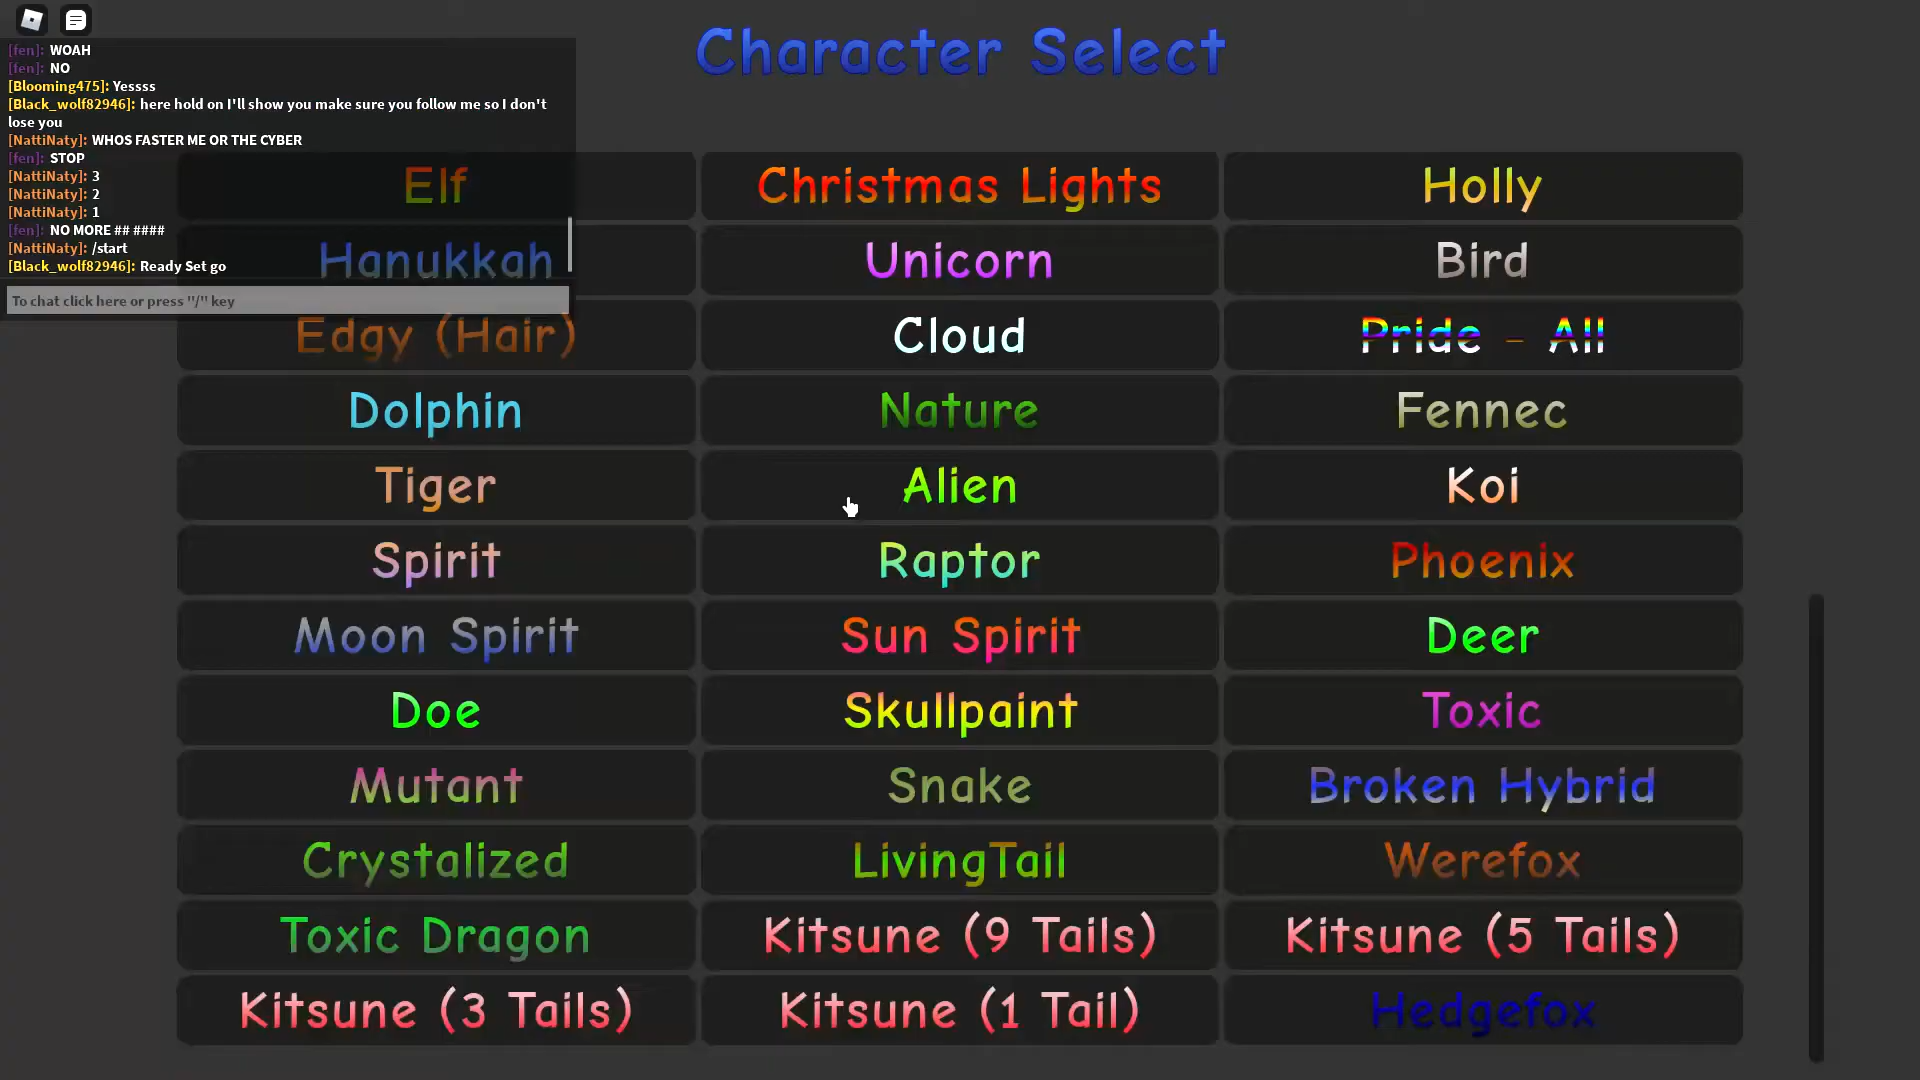 Character Select
[fen]: WOAH
[fen]: NO
[Blooming475]: Yessss
[Black_wolf82946]: here hold on I'll show you make sure you follow me so I don't
lose you
[NattiNaty]: WHOS FASTER ME OR THE CYBER
[fen]: STOP
[NattiNaty]: 3
[NattiNaty]: 2
[NattiNaty]: 1
[fen]: NO MORE ## ####
[NattiNaty]: /start
[Black_wolf82946]: Ready Set go
To chat click here or press "/" key
Elf Christmas Lights Holly
Hanukkah Unicorn Bird
Edgy (Hair) Cloud Pride - All
Dolphin Nature Fennec
Tiger Alien Koi
Spirit Raptor Phoenix
Moon Spirit Sun Spirit Deer
Doe Skullpaint Toxic
Mutant Snake Broken Hybrid
Crystalized LivingTail Werefox
Toxic Dragon Kitsune (9 Tails) Kitsune (5 Tails)
Kitsune (3 Tails) Kitsune (1 Tail) Hedgefox